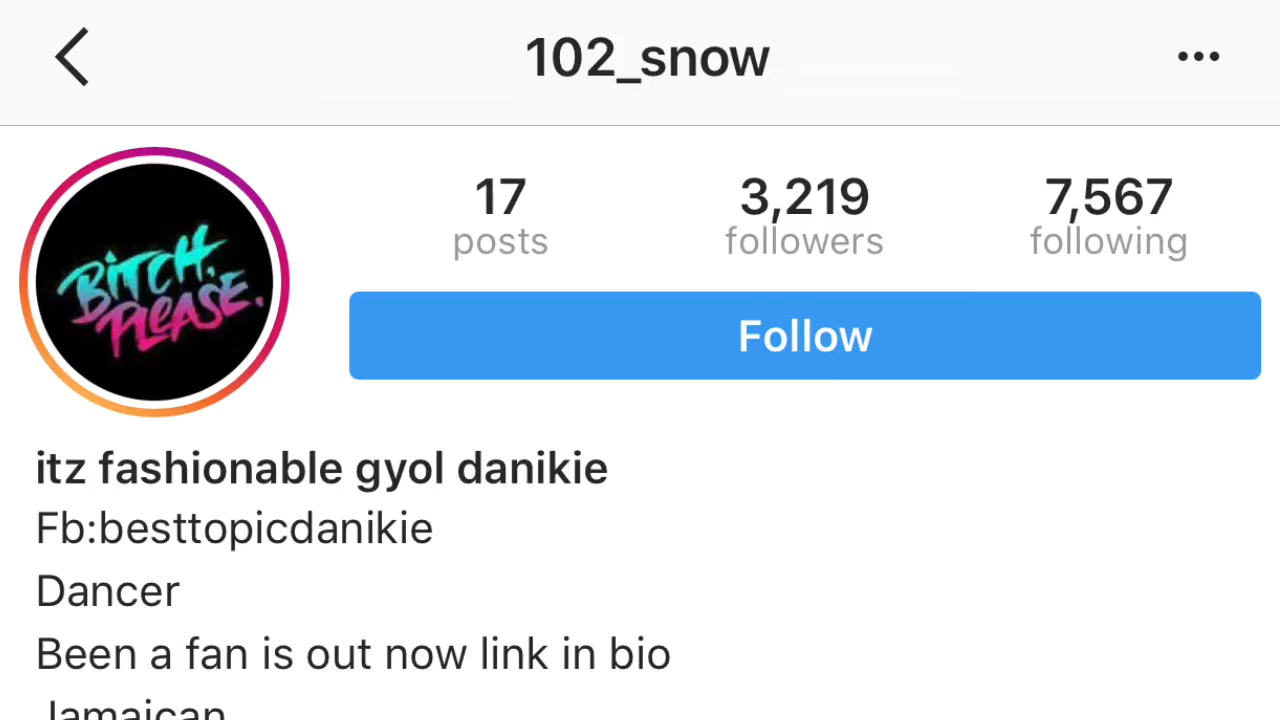 102_snow
17
3,219
7,567
posts
followers
following
BITCH,
PLEASE.
Follow
itz fashionable gyol danikie
Fb:besttopicdanikie
Dancer
Been a fan is out now link in bio
Jamaican